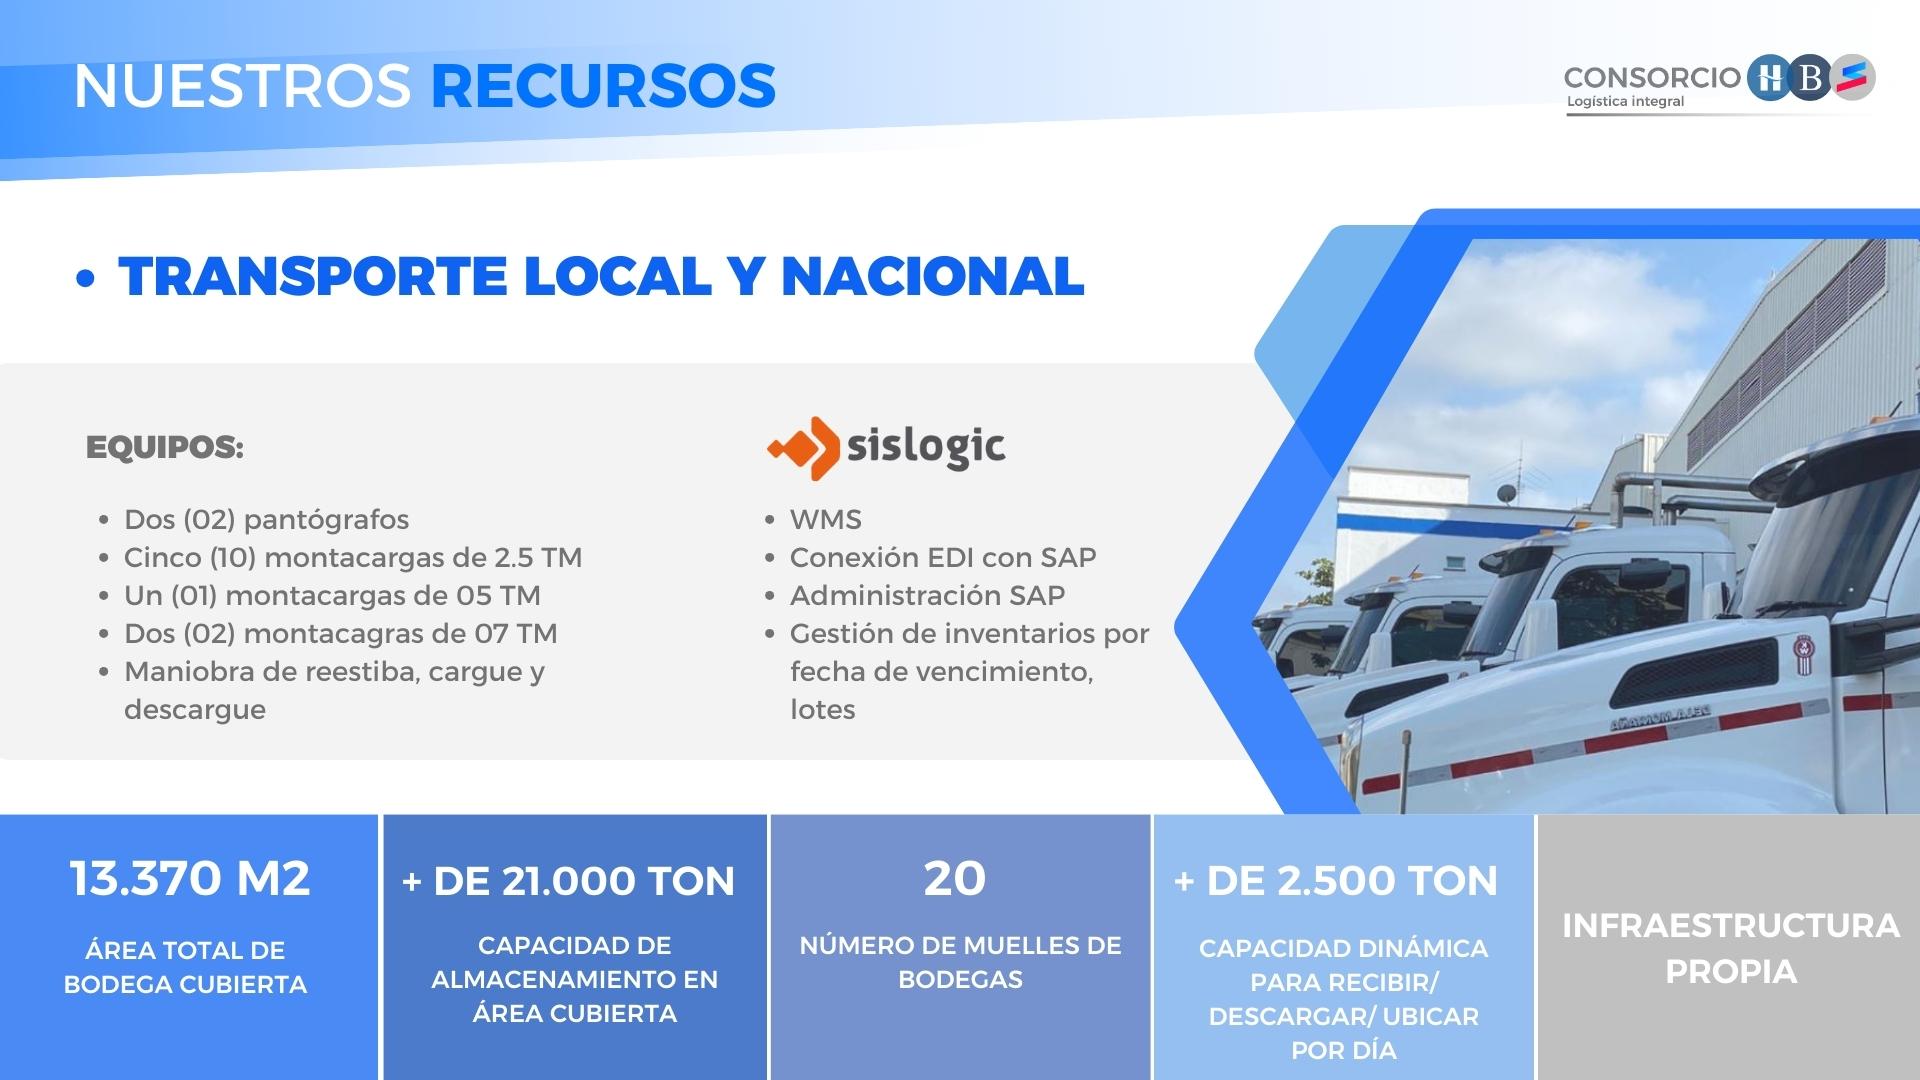 NUESTROS RECURSOS
CONSORCIO H B S
Logística integral
• TRANSPORTE LOCAL Y NACIONAL
EQUIPOS:
• Dos (02) pantógrafos
• Cinco (10) montacargas de 2.5 TM
• Un (01) montacargas de 05 TM
• Dos (02) montacagras de 07 TM
• Maniobra de reestiba, cargue y
descargue
sislogic
• WMS
• Conexión EDI con SAP
• Administración SAP
• Gestión de inventarios por
fecha de vencimiento,
lotes
13.370 M2
ÁREA TOTAL DE
BODEGA CUBIERTA
+ DE 21.000 TON
CAPACIDAD DE
ALMACENAMIENTO EN
ÁREA CUBIERTA
20
NÚMERO DE MUELLES DE
BODEGAS
+ DE 2.500 TON
CAPACIDAD DINÁMICA
PARA RECIBIR/
DESCARGAR/ UBICAR
POR DÍA
INFRAESTRUCTURA
PROPIA